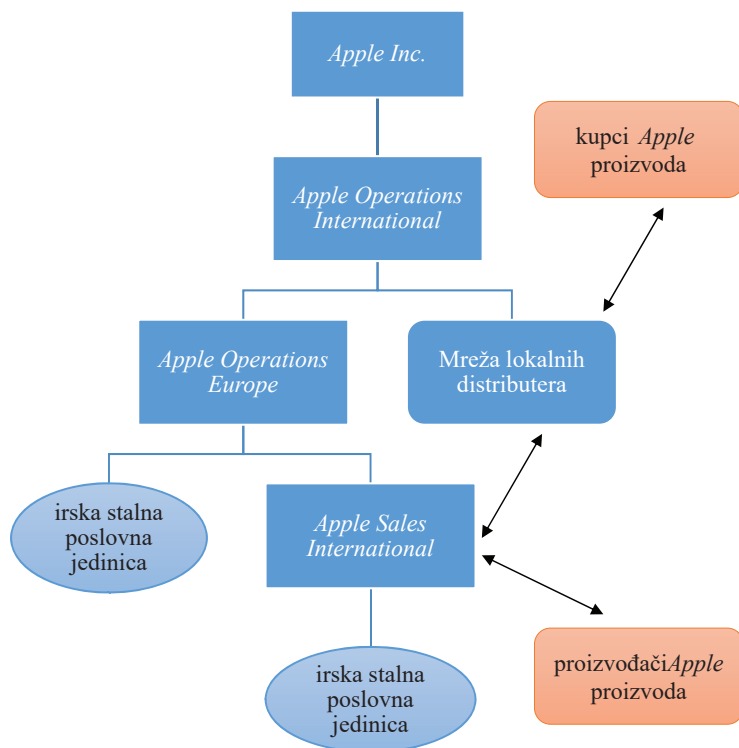 Apple Inc.
kupci Apple
proizvoda
Apple Operations
International
Apple Operations
Europe
Mreža lokalnih
distributera
irska stalna
poslovna
jedinica
Apple Sales
International
proizvođačiApple
proizvoda
irska stalna
poslovna
jedinica